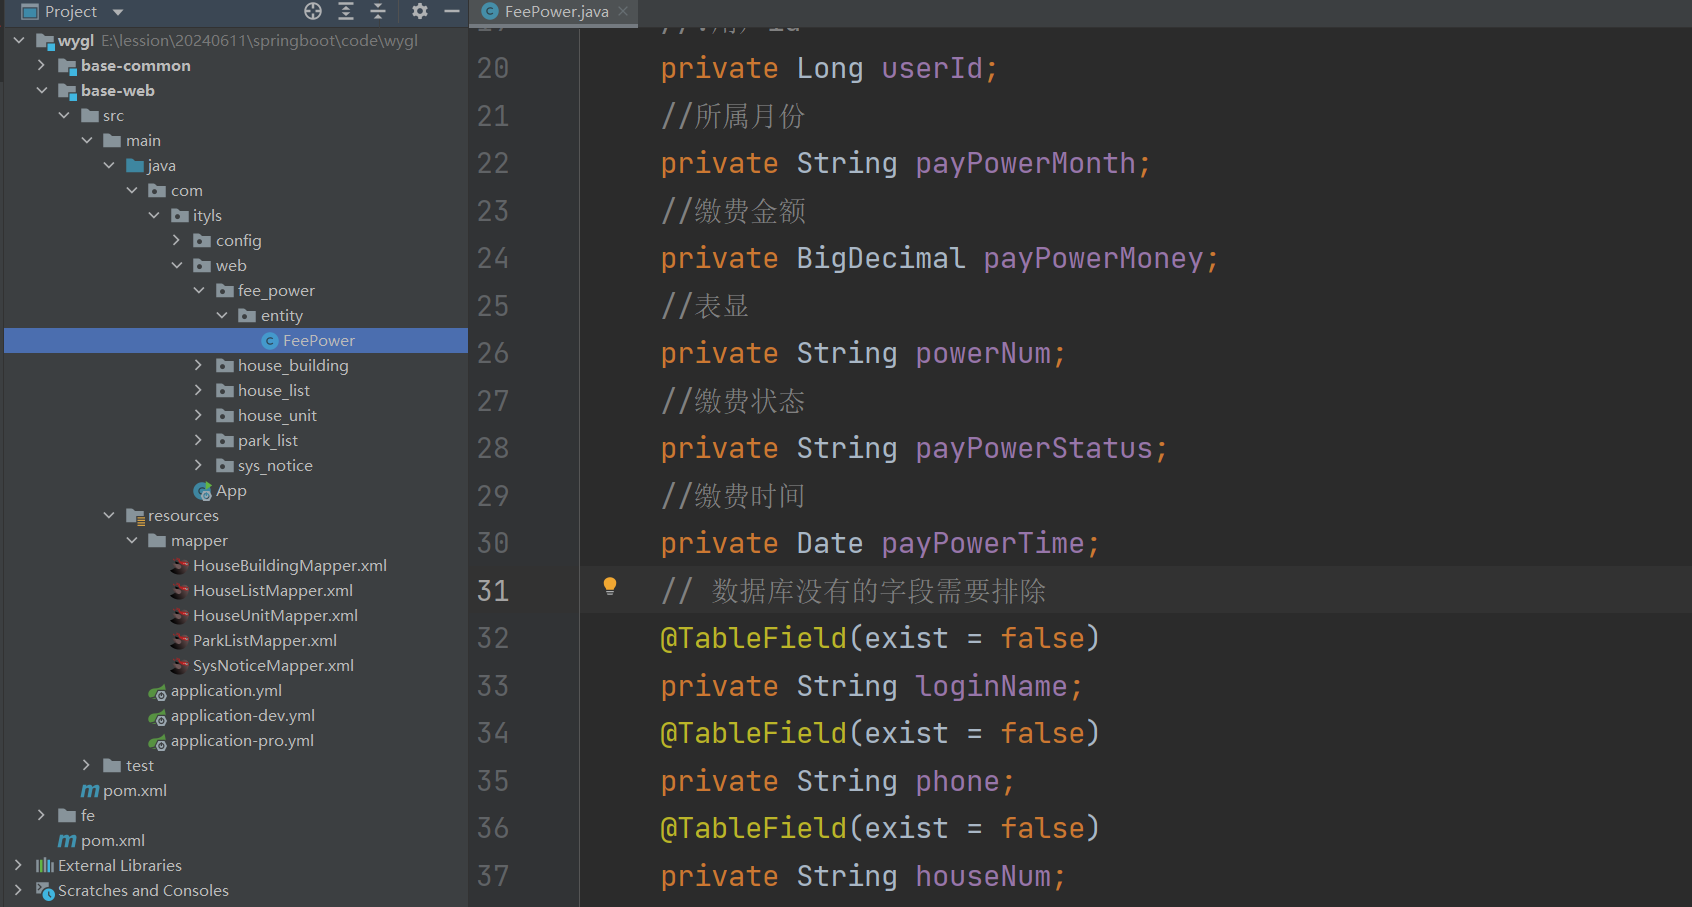 Project
wygl E:\lession\20240611\springboot\code\wygl
base-common
base-web
src
main
java
com
ityls
config
web
fee_power
entity
FeePower
house_building
house_list
house_unit
park_list
sys_notice
App
resources
mapper
HouseBuildingMapper.xml
HouseListMapper.xml
HouseUnitMapper.xml
ParkListMapper.xml
SysNoticeMapper.xml
application.yml
application-dev.yml
application-pro.yml
test
pom.xml
fe
pom.xml
External Libraries
Scratches and Consoles
FeePower.java
20 private Long userId;
21 //所属月份
22 private String payPowerMonth;
23 //缴费金额
24 private BigDecimal payPowerMoney;
25 //表显
26 private String powerNum;
27 //缴费状态
28 private String payPowerStatus;
29 //缴费时间
30 private Date payPowerTime;
31 // 数据库没有的字段需要排除
32 @TableField(exist = false)
33 private String loginName;
34 @TableField(exist = false)
35 private String phone;
36 @TableField(exist = false)
37 private String houseNum;